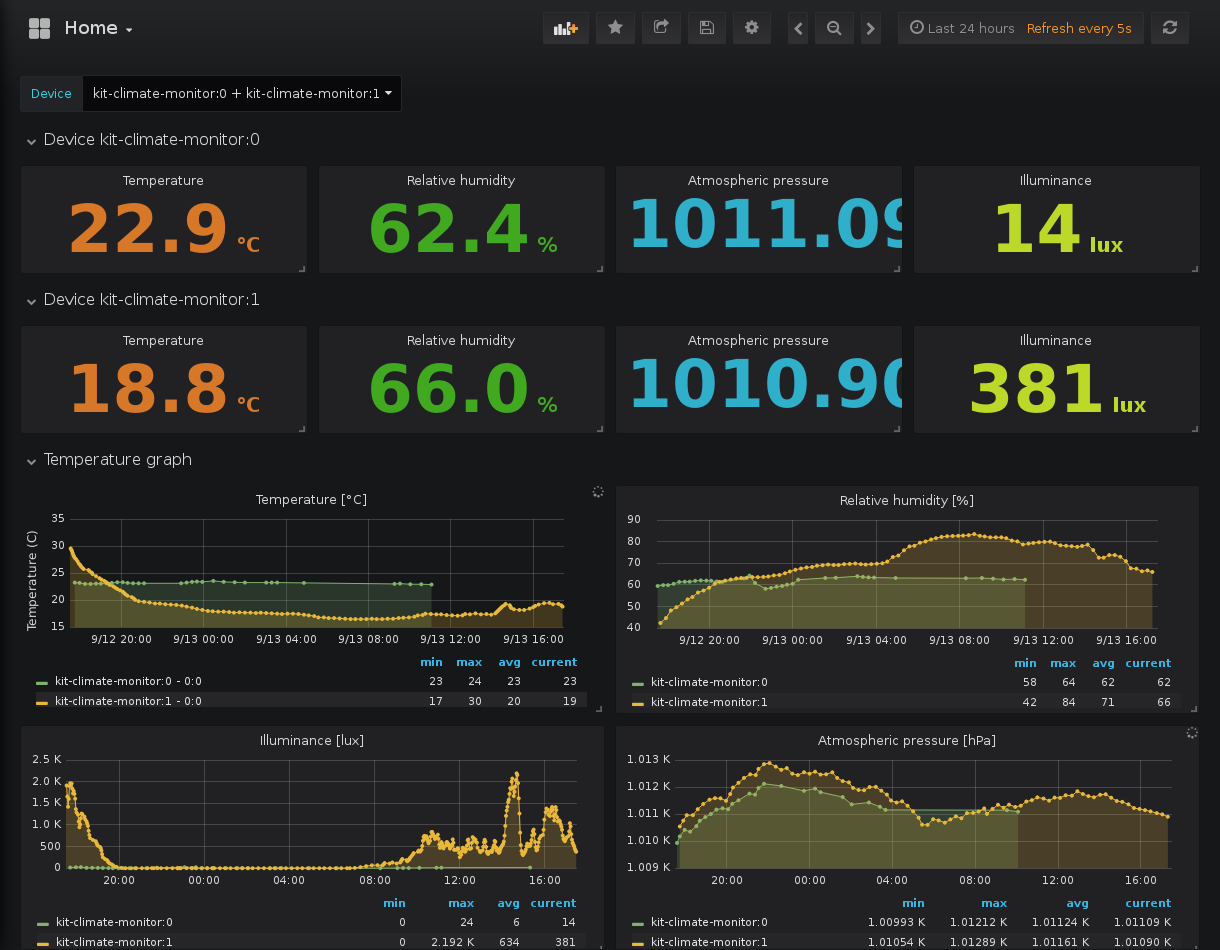 Home
Last 24 hours Refresh every 5s
Device kit-climate-monitor:0 + kit-climate-monitor:1
Device kit-climate-monitor:0
Temperature Relative humidity Atmospheric pressure Illuminance
22.9 °C 62.4 % 1011.09 14 lux
Device kit-climate-monitor:1
Temperature Relative humidity Atmospheric pressure Illuminance
18.8 °C 66.0 % 1010.90 381 lux
Temperature graph
Temperature [°C]
Temperature (C)
35
30
25
20
15
9/12 20:00 9/13 00:00 9/13 04:00 9/13 08:00 9/13 12:00 9/13 16:00
min max avg current
kit-climate-monitor:0 - 0:0 23 24 23 23
kit-climate-monitor:1 - 0:0 17 30 20 19
Relative humidity [%]
90
80
70
60
50
40
9/12 20:00 9/13 00:00 9/13 04:00 9/13 08:00 9/13 12:00 9/13 16:00
min max avg current
kit-climate-monitor:0 58 64 62 62
kit-climate-monitor:1 42 84 71 66
Illuminance [lux]
2.5 K
2.0 K
1.5 K
1.0 K
500
0
20:00 00:00 04:00 08:00 12:00 16:00
min max avg current
kit-climate-monitor:0 0 24 6 14
kit-climate-monitor:1 0 2.192 K 634 381
Atmospheric pressure [hPa]
1.013 K
1.012 K
1.011 K
1.010 K
1.009 K
20:00 00:00 04:00 08:00 12:00 16:00
min max avg current
kit-climate-monitor:0 1.00993 K 1.01212 K 1.01124 K 1.01109 K
kit-climate-monitor:1 1.01054 K 1.01289 K 1.01161 K 1.01090 K